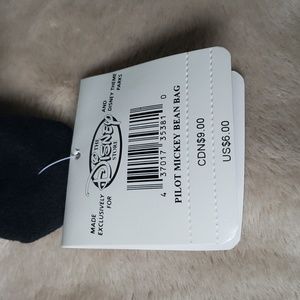 MADE
EXCLUSIVELY
FOR
THE
DISNEY
STORE
AND
DISNEY THEME
PARKS
4 37017 35381 0
PILOT MICKEY BEAN BAG
CDN$9.00
US$6.00